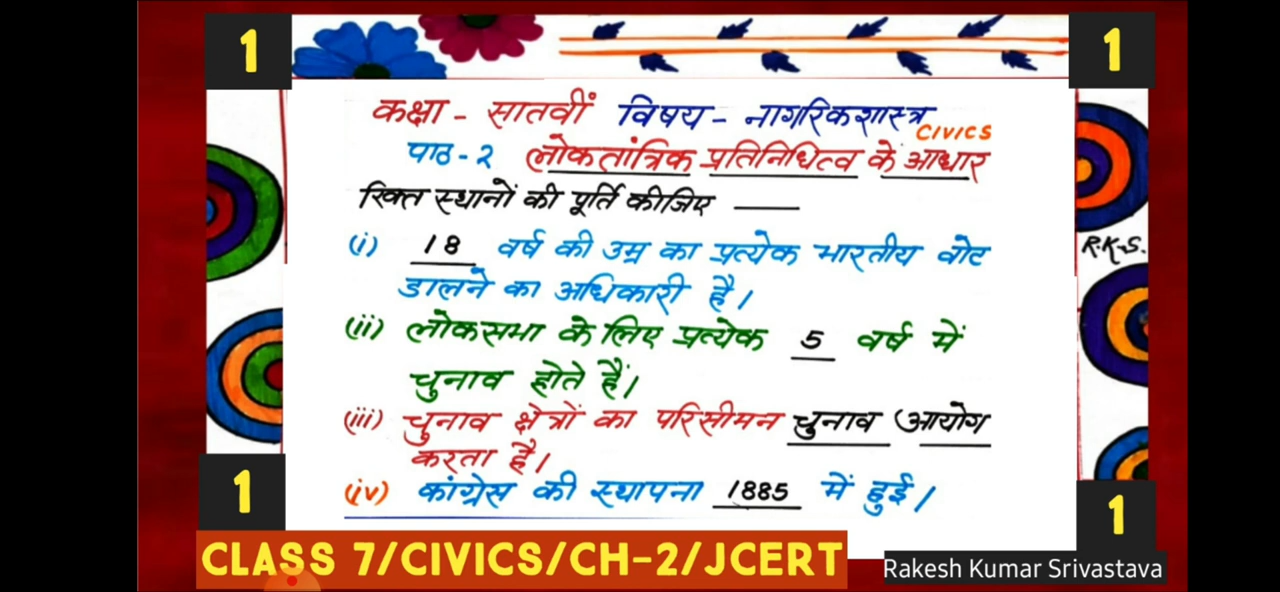 1
1
कक्षा - सातवीं विषय - नागरिकशास्त्र
CIVICS
पाठ - २ लोकतांत्रिक प्रतिनिधित्व के आधार
रिक्त स्थानों की पूर्ति कीजिए ———
(i) 18 वर्ष की उम्र का प्रत्येक भारतीय वोट
डालने का अधिकारी है।
R.K.S.
(ii) लोकसभा के लिए प्रत्येक 5 वर्ष में
चुनाव होते हैं।
(iii) चुनाव क्षेत्रों का परिसीमन चुनाव आयोग
करता है।
(iv) कांग्रेस की स्थापना 1885 में हुई।
1
1
CLASS 7/CIVICS/CH-2/JCERT
Rakesh Kumar Srivastava